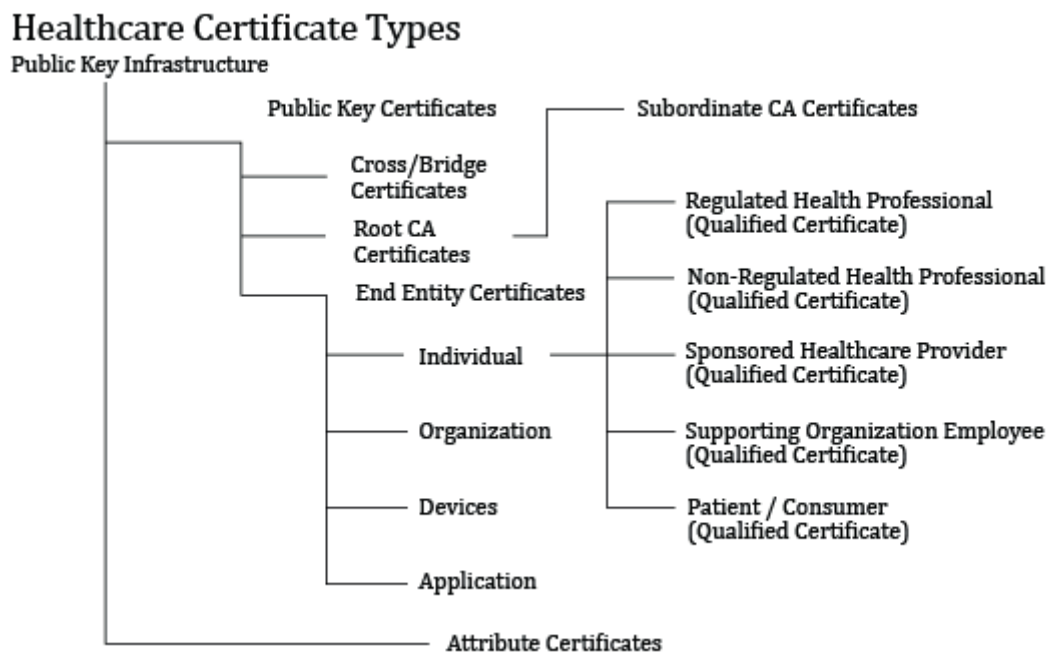 Healthcare Certificate Types
Public Key Infrastructure
Public Key Certificates
Subordinate CA Certificates
Cross/Bridge
Certificates
Root CA
Certificates
End Entity Certificates
Individual
Regulated Health Professional
(Qualified Certificate)
Non-Regulated Health Professional
(Qualified Certificate)
Sponsored Healthcare Provider
(Qualified Certificate)
Supporting Organization Employee
(Qualified Certificate)
Patient / Consumer
(Qualified Certificate)
Organization
Devices
Application
Attribute Certificates